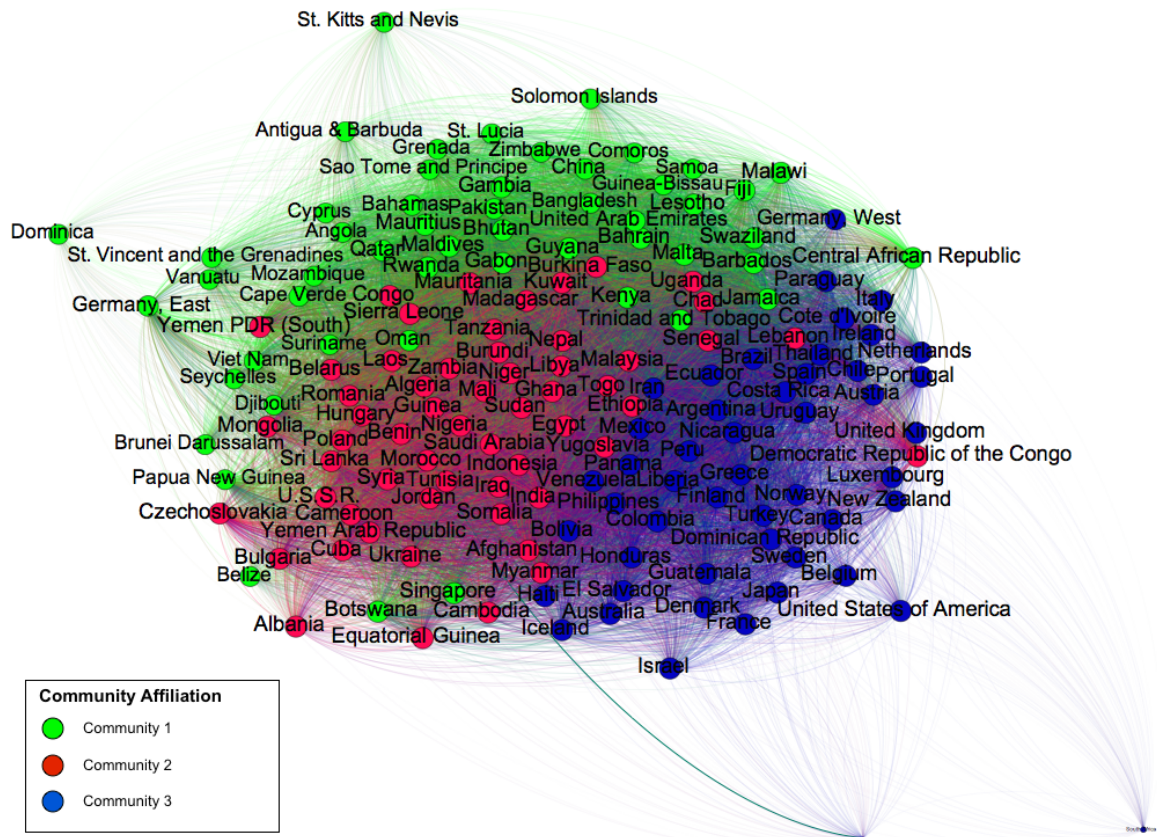 St. Kitts and Nevis
Solomon Islands
Antigua & Barbuda
St. Lucia
Grenada
Zimbabwe
Comoros
Sao Tome and Principe
China
Samoa
Malawi
Gambia
Guinea-Bissau
Fiji
Cyprus
Bahamas
Pakistan
Bangladesh
Lesotho
Germany, West
Angola
Mauritius
Bhutan
United Arab Emirates
Dominica
Qatar
Maldives
Guyana
Bahrain
Swaziland
St. Vincent and the Grenadines
Rwanda
Gabon
Burkina Faso
Malta
Barbados
Central African Republic
Vanuatu
Mozambique
Mauritania
Kuwait
Uganda
Paraguay
Germany, East
Cape Verde
Congo
Madagascar
Kenya
Chad
Jamaica
Italy
Sierra Leone
Trinidad and Tobago
Cote d'Ivoire
Yemen PDR (South)
Tanzania
Nepal
Senegal
Lebanon
Ireland
Suriname
Oman
Burundi
Libya
Malaysia
Brazil
Thailand
Netherlands
Viet Nam
Belarus
Laos
Zambia
Niger
Ecuador
Spain
Chile
Portugal
Seychelles
Romania
Algeria
Mali
Ghana
Togo
Iran
Costa Rica
Austria
Djibouti
Hungary
Guinea
Sudan
Ethiopia
Argentina
Uruguay
Mongolia
Benin
Nigeria
Egypt
Mexico
Nicaragua
United Kingdom
Brunei Darussalam
Poland
Saudi Arabia
Yugoslavia
Peru
Democratic Republic of the Congo
Sri Lanka
Morocco
Indonesia
Panama
Greece
Luxembourg
Papua New Guinea
Syria
Tunisia
Iraq
Venezuela
Liberia
U.S.S.R.
Jordan
India
Philippines
Finland
Norway
New Zealand
Czechoslovakia
Cameroon
Somalia
Colombia
Turkey
Canada
Yemen Arab Republic
Bolivia
Dominican Republic
Bulgaria
Cuba
Ukraine
Afghanistan
Honduras
Sweden
Belize
Myanmar
Guatemala
Belgium
Singapore
Haiti
El Salvador
Japan
Botswana
Cambodia
Australia
Denmark
United States of America
Albania
Equatorial Guinea
Iceland
France
Israel
Community Affiliation
Community 1
Community 2
Community 3